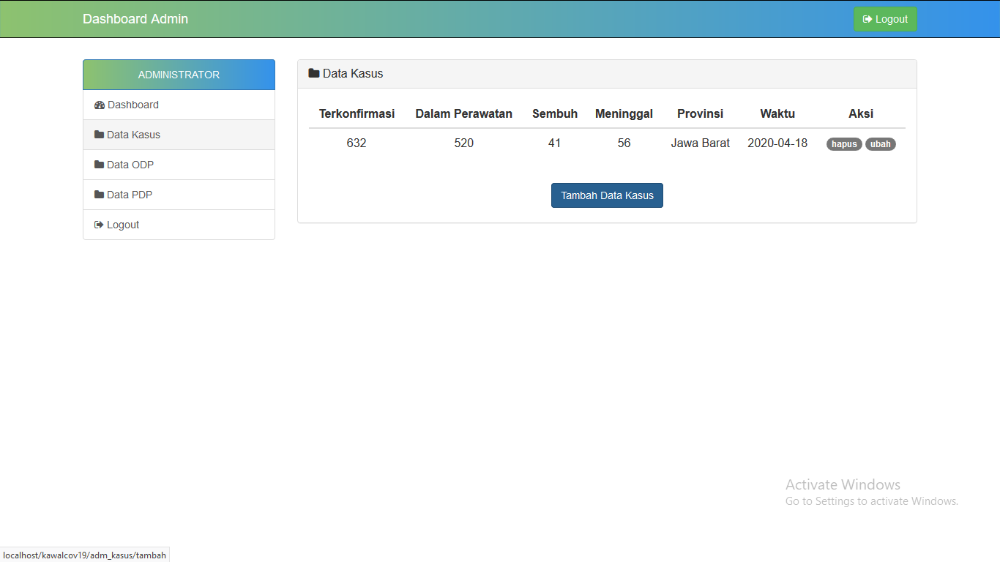 Dashboard Admin
Logout
ADMINISTRATOR
Dashboard
Data Kasus
Data ODP
Data PDP
Logout
Data Kasus
Terkonfirmasi Dalam Perawatan Sembuh Meninggal Provinsi Waktu Aksi
632 520 41 56 Jawa Barat 2020-04-18 hapus ubah
Tambah Data Kasus
Activate Windows
Go to Settings to activate Windows.
localhost/kawalcov19/adm_kasus/tambah